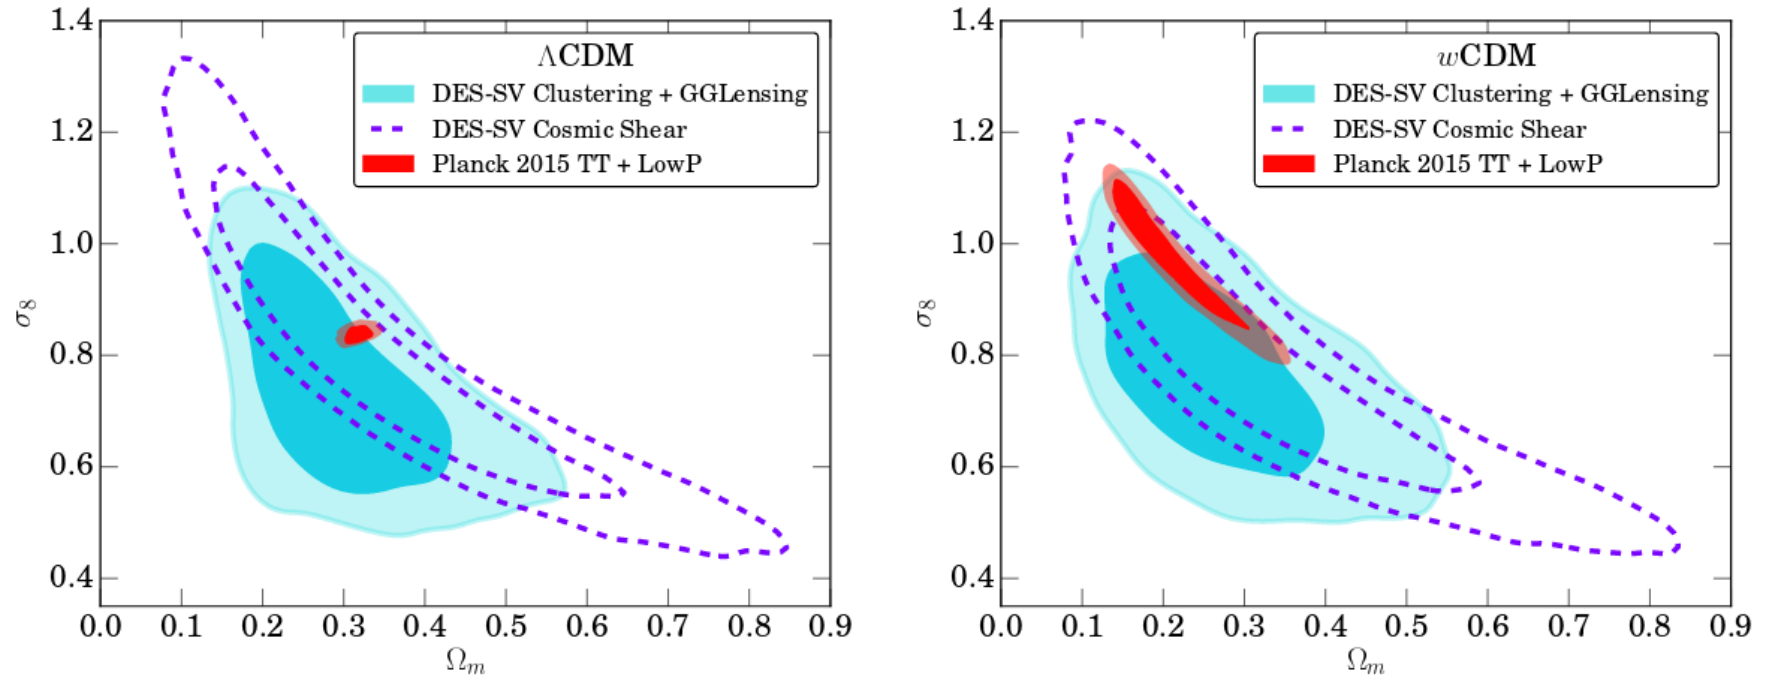 1.4
1.2
1.0
0.8
0.6
0.4
σ8
ΛCDM
DES-SV Clustering + GGLensing
DES-SV Cosmic Shear
Planck 2015 TT + LowP
0.0 0.1 0.2 0.3 0.4 0.5 0.6 0.7 0.8 0.9
Ωm
1.4
1.2
1.0
0.8
0.6
0.4
σ8
wCDM
DES-SV Clustering + GGLensing
DES-SV Cosmic Shear
Planck 2015 TT + LowP
0.0 0.1 0.2 0.3 0.4 0.5 0.6 0.7 0.8 0.9
Ωm